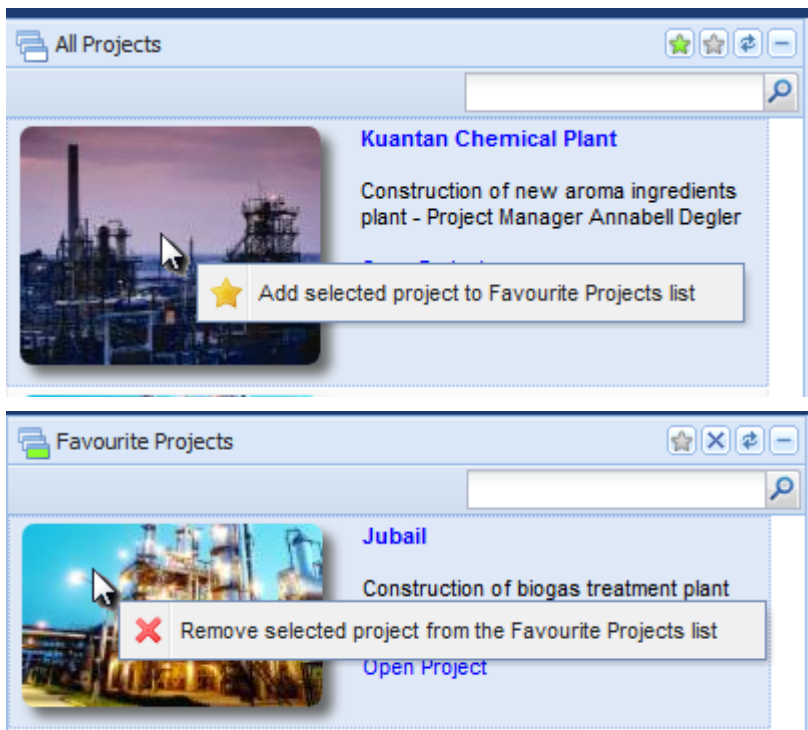 All Projects
Kuantan Chemical Plant
Construction of new aroma ingredients
plant - Project Manager Annabell Degler
Add selected project to Favourite Projects list
Favourite Projects
Jubail
Construction of biogas treatment plant
Remove selected project from the Favourite Projects list
Open Project